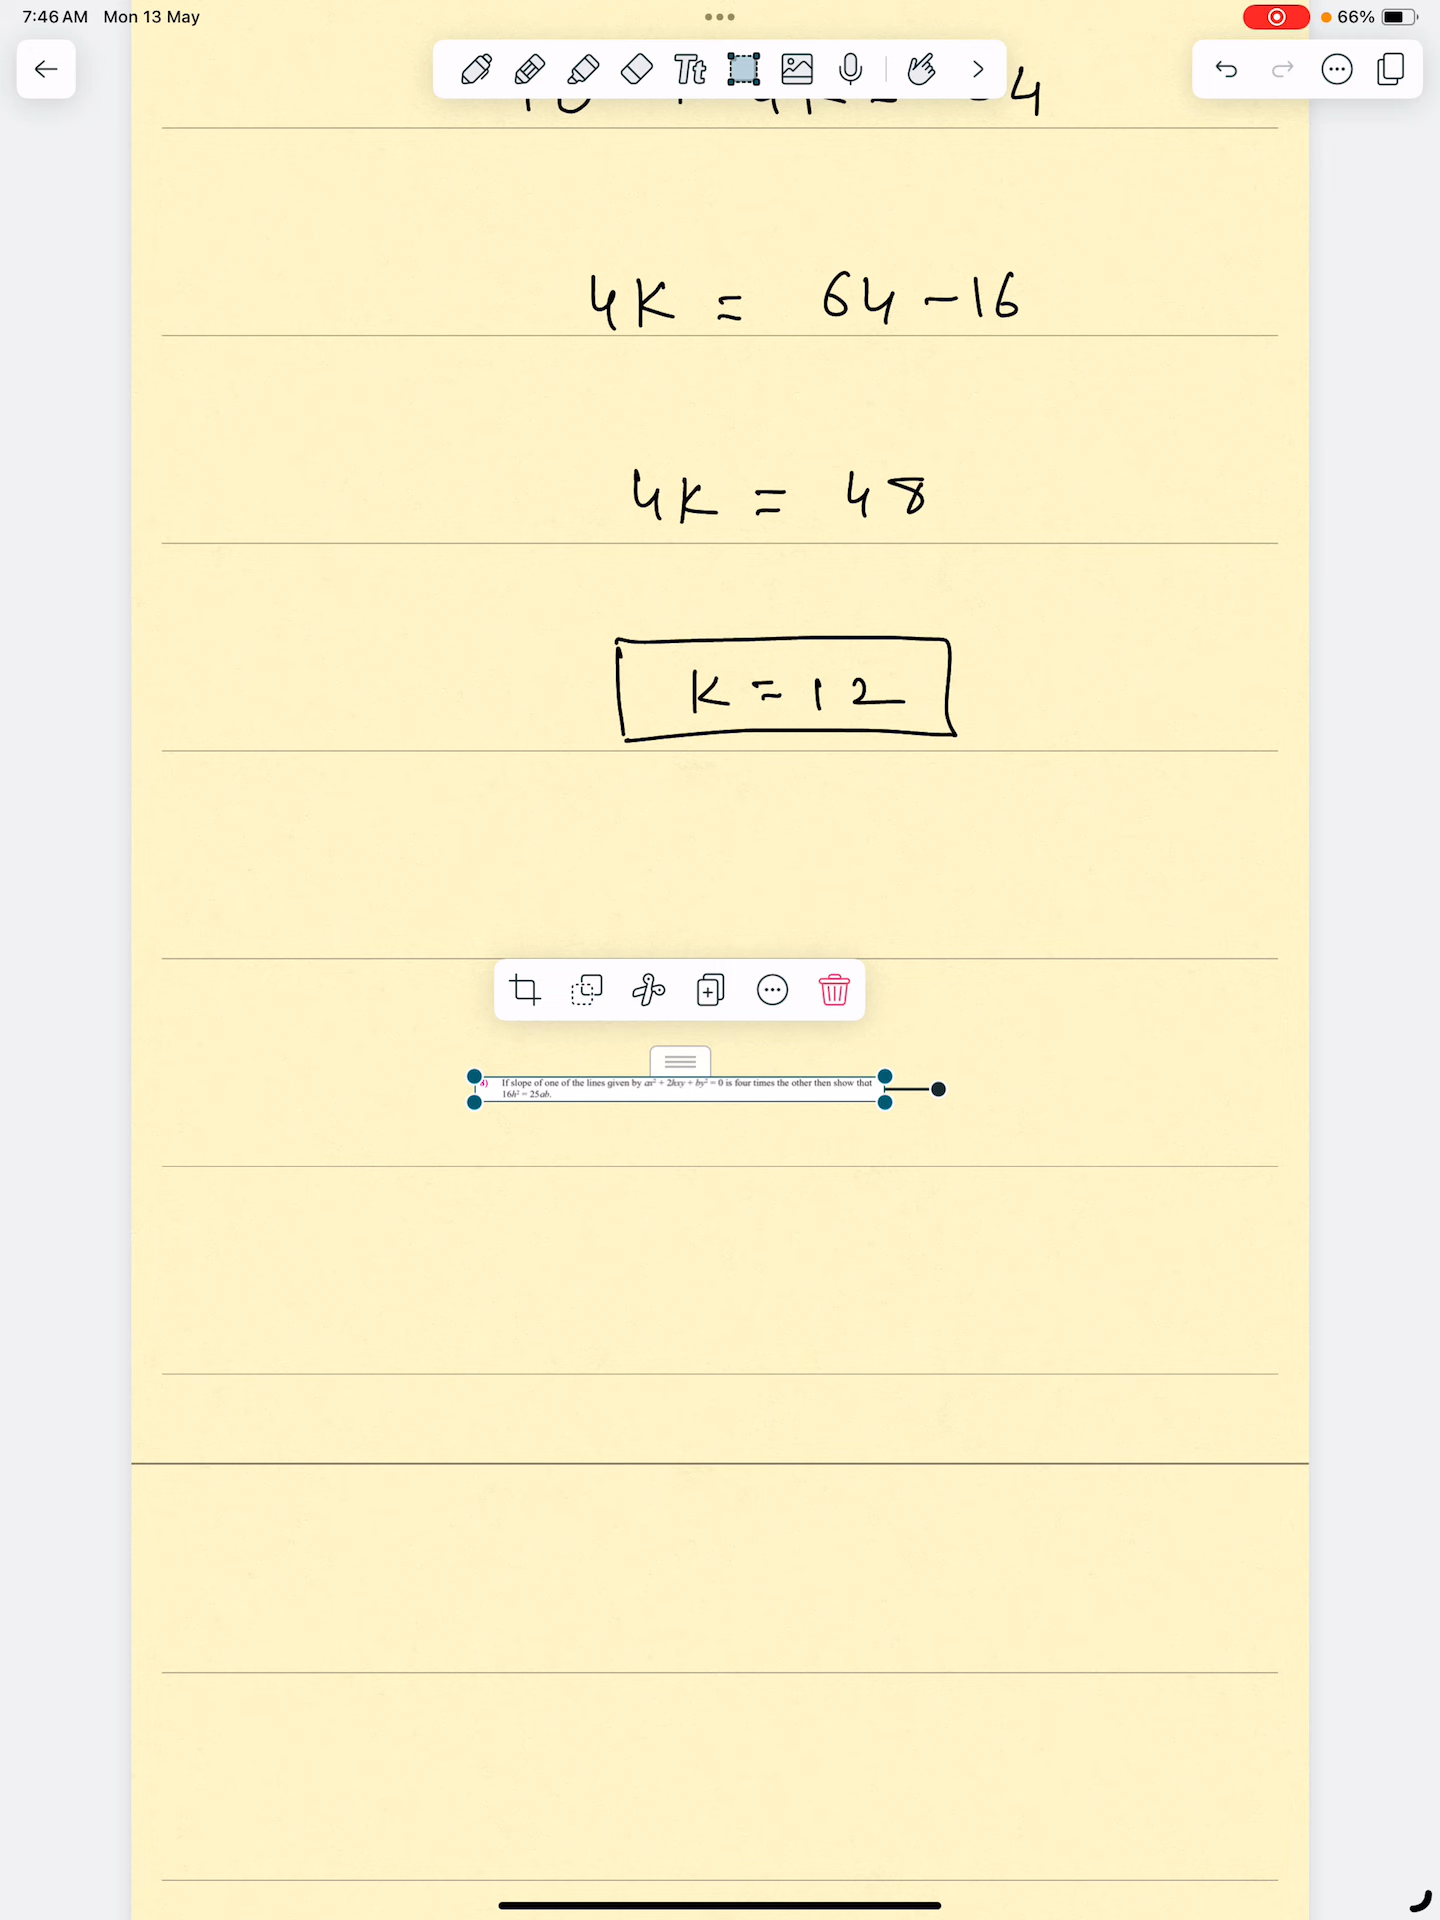 7:46 AM Mon 13 May
66%
Tt
4K = 64 - 16
4K = 48
K = 12
If slope of one of the lines given by ax² + 2hxy + by² = 0 is four times the other then show that
16h² = 25ab.